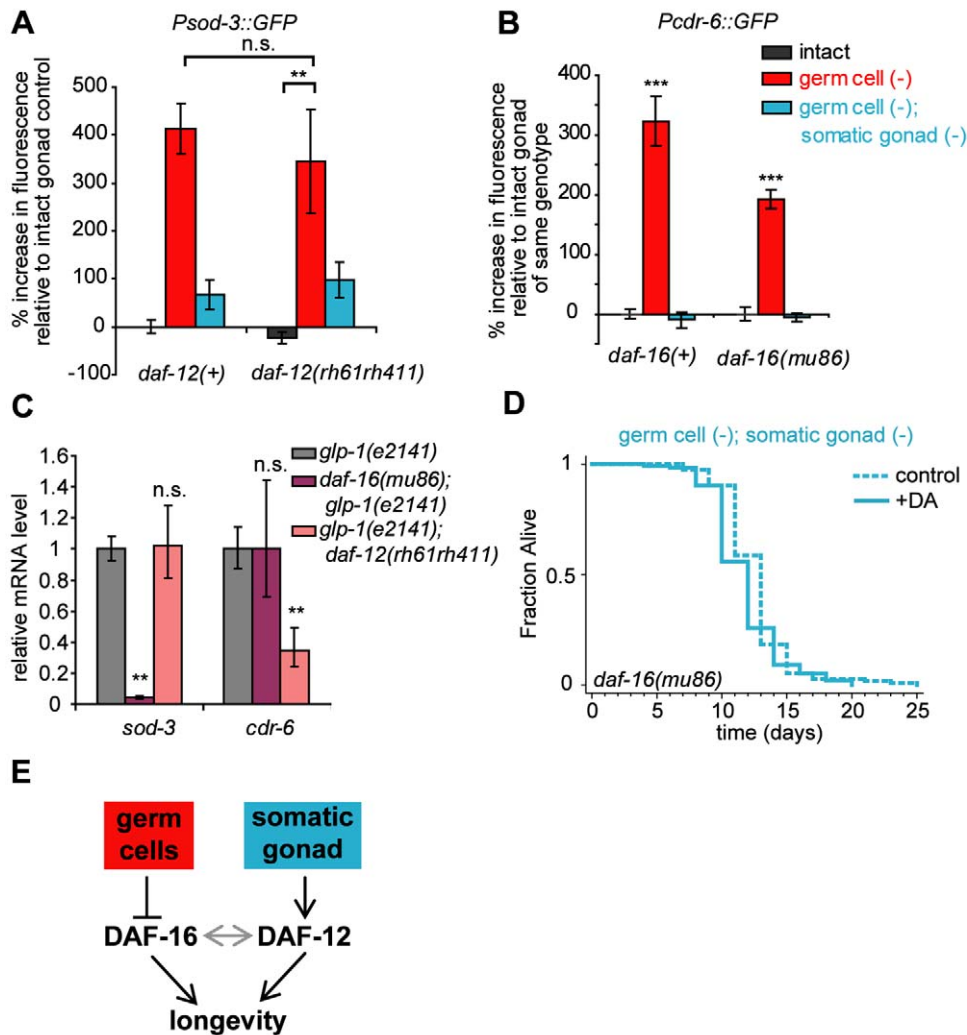 A
Psod-3::GFP
n.s.
**
% increase in fluorescence
relative to intact gonad control
500
400
300
200
100
0
-100
daf-12(+)
daf-12(rh61rh411)
B
Pcdr-6::GFP
intact
germ cell (-)
germ cell (-);
somatic gonad (-)
% increase in fluorescence
relative to intact gonad
of same genotype
400
300
200
100
0
***
***
daf-16(+)
daf-16(mu86)
C
relative mRNA level
1.6
1.4
1.2
1
0.8
0.6
0.4
0.2
0
n.s.
n.s.
**
**
glp-1(e2141)
daf-16(mu86);
glp-1(e2141)
glp-1(e2141);
daf-12(rh61rh411)
sod-3
cdr-6
D
germ cell (-); somatic gonad (-)
control
+DA
Fraction Alive
1
0.5
0
daf-16(mu86)
0
5
10
15
20
25
time (days)
E
germ
cells
somatic
gonad
DAF-16
DAF-12
longevity